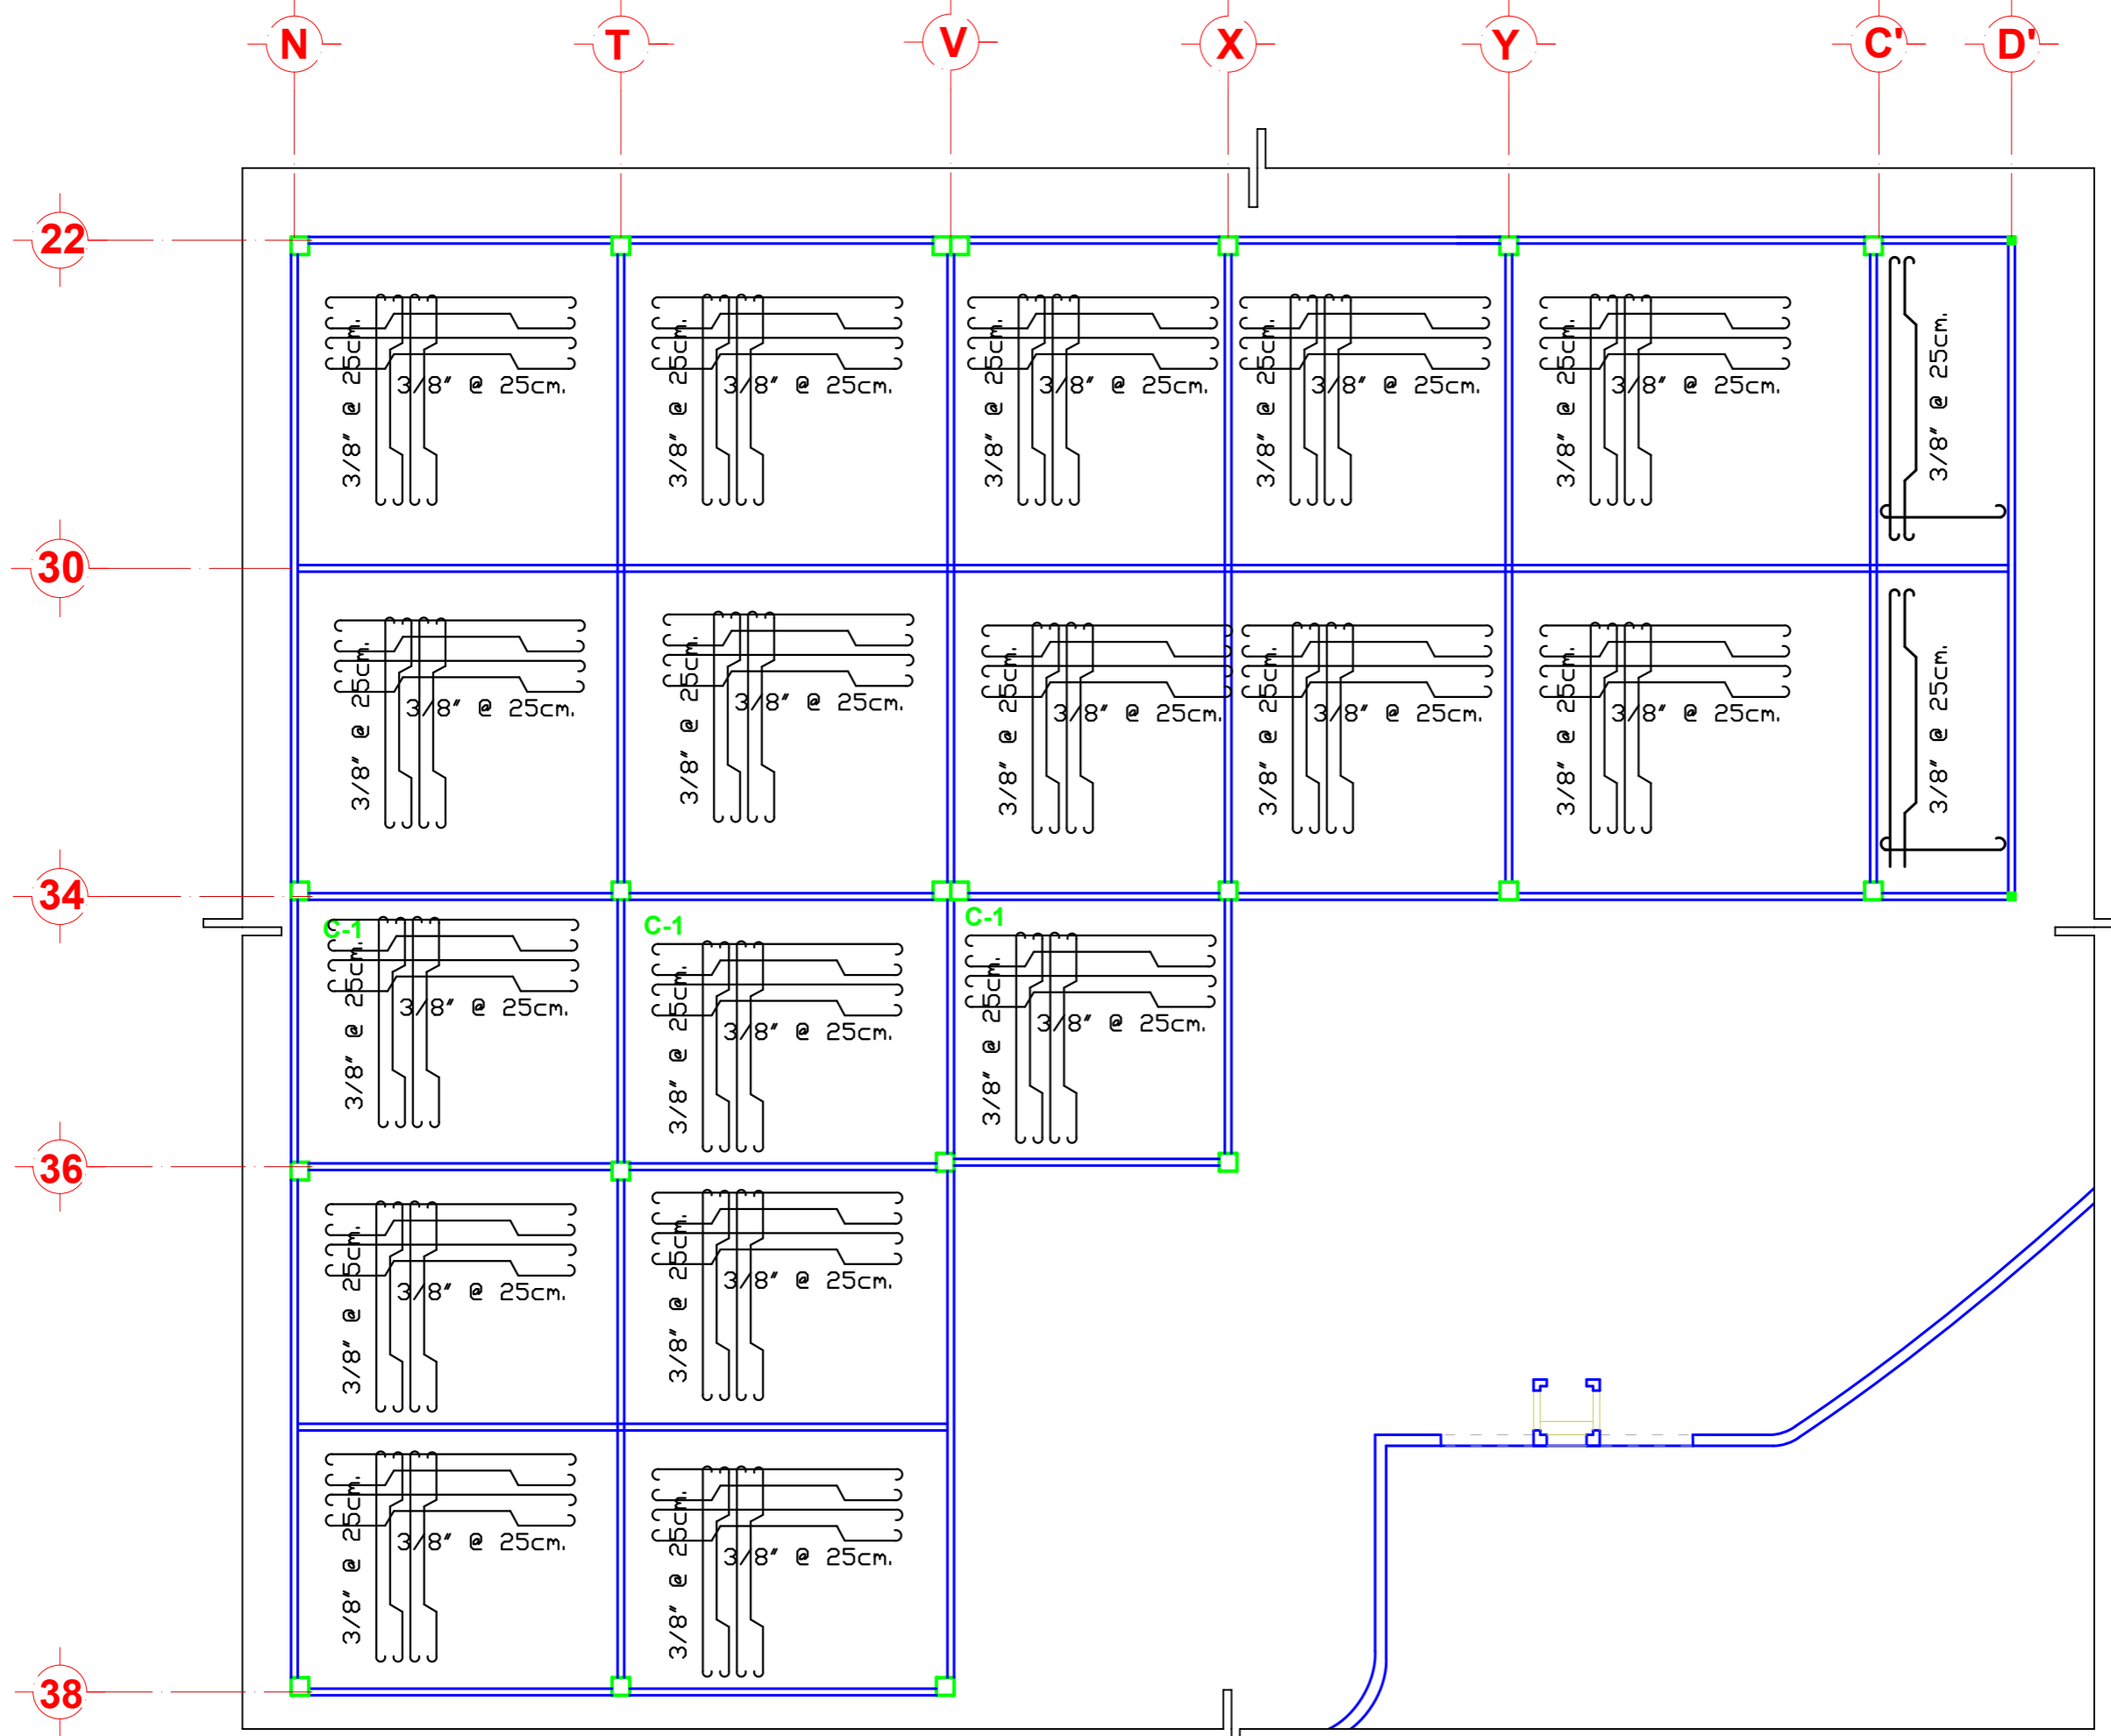 N T V X Y C' D'
22
3/8" @ 25cm. 3/8" @ 25cm. 3/8" @ 25cm. 3/8" @ 25cm. 3/8" @ 25cm. 3/8" @ 25cm.
3/8" @ 25cm. 3/8" @ 25cm. 3/8" @ 25cm. 3/8" @ 25cm. 3/8" @ 25cm.
30
3/8" @ 25cm. 3/8" @ 25cm. 3/8" @ 25cm. 3/8" @ 25cm. 3/8" @ 25cm. 3/8" @ 25cm.
3/8" @ 25cm. 3/8" @ 25cm. 3/8" @ 25cm. 3/8" @ 25cm. 3/8" @ 25cm.
34
C-1 C-1 C-1
3/8" @ 25cm. 3/8" @ 25cm. 3/8" @ 25cm.
3/8" @ 25cm. 3/8" @ 25cm. 3/8" @ 25cm.
36
3/8" @ 25cm. 3/8" @ 25cm.
3/8" @ 25cm. 3/8" @ 25cm.
3/8" @ 25cm. 3/8" @ 25cm.
3/8" @ 25cm. 3/8" @ 25cm.
38